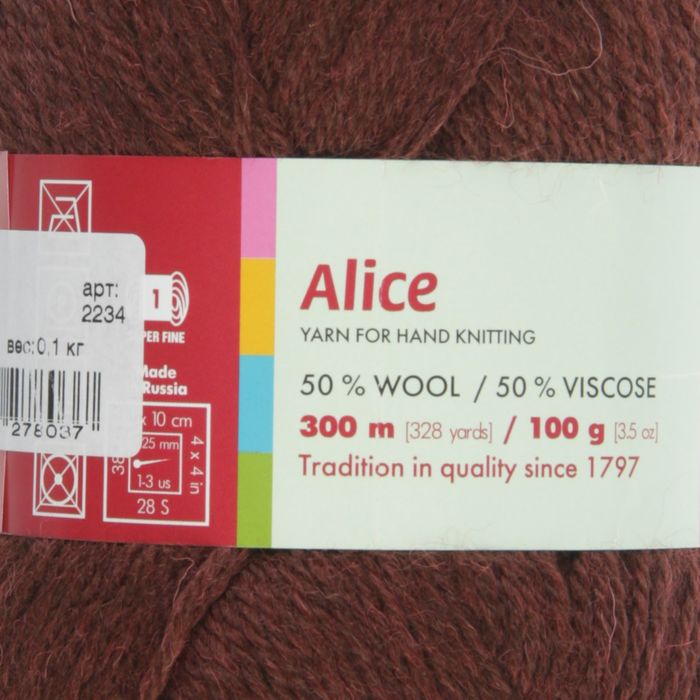 Alice
YARN FOR HAND KNITTING
50 % WOOL / 50 % VISCOSE
300 m [328 yards] / 100 g [3.5 oz]
Tradition in quality since 1797
арт:
2234
вес:0,1 кг
278037
1
FINE
Made
Russia
x 10 cm
4 x 4 in
25 mm
1-3 us
28 S